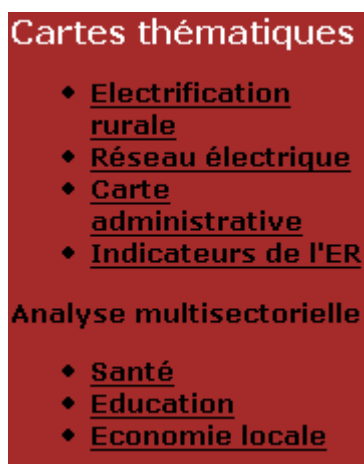 Cartes thématiques
Electrification
rurale
Réseau électrique
Carte
administrative
Indicateurs de l'ER
Analyse multisectorielle
Santé
Education
Economie locale